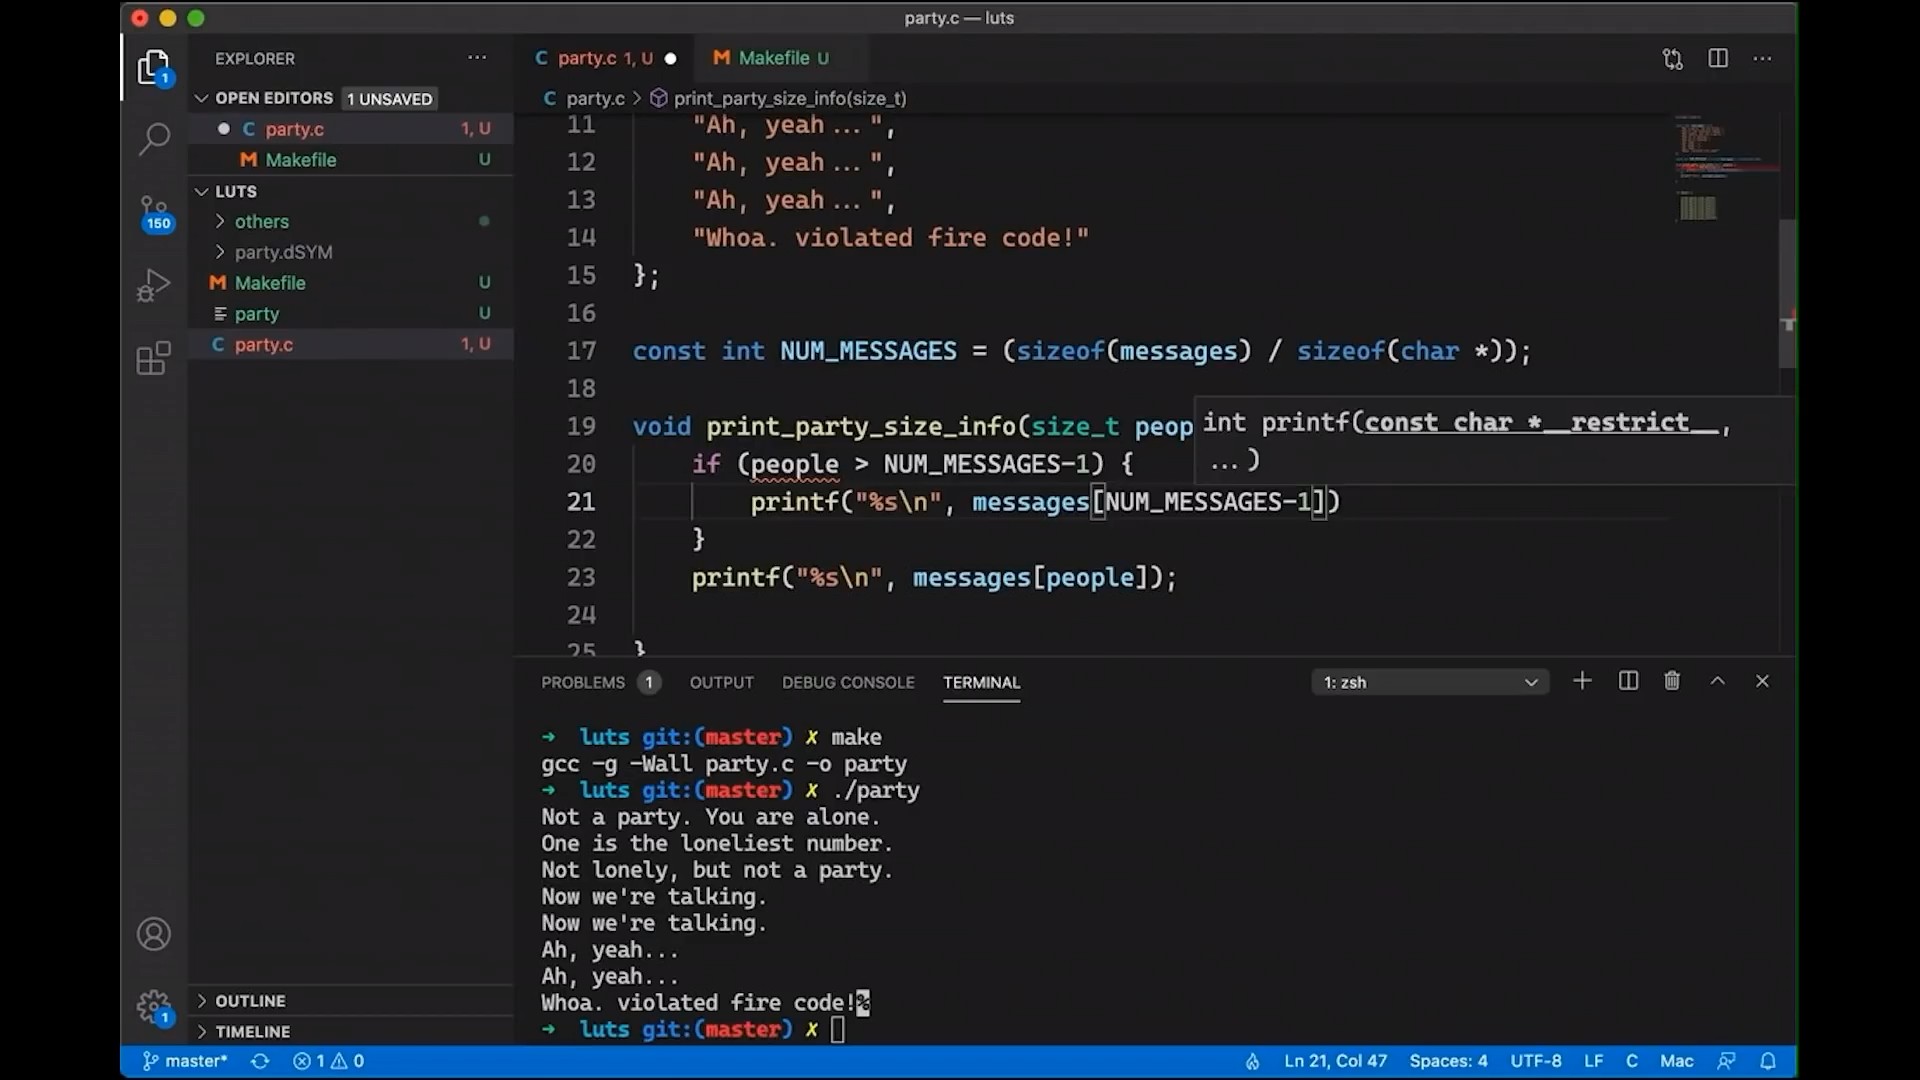 party.c — luts
EXPLORER
party.c 1, U
Makefile U
OPEN EDITORS 1 UNSAVED
party.c > print_party_size_info(size_t)
party.c 1, U
Makefile U
LUTS
others
party.dSYM
Makefile U
party U
party.c 1, U
1
150
11 "Ah, yeah ... ",
12 "Ah, yeah ... ",
13 "Ah, yeah ... ",
14 "Whoa. violated fire code!"
15 };
16
17 const int NUM_MESSAGES = (sizeof(messages) / sizeof(char *));
18
19 void print_party_size_info(size_t peop
int printf(const char *__restrict__,
... )
20 if (people > NUM_MESSAGES-1) {
21 printf("%s\n", messages[NUM_MESSAGES-1])
22 }
23 printf("%s\n", messages[people]);
24
25 }
PROBLEMS 1 OUTPUT DEBUG CONSOLE TERMINAL 1: zsh
→ luts git:(master) ✗ make
gcc -g -Wall party.c -o party
→ luts git:(master) ✗ ./party
Not a party. You are alone.
One is the loneliest number.
Not lonely, but not a party.
Now we're talking.
Now we're talking.
Ah, yeah...
Ah, yeah...
Whoa. violated fire code!%
→ luts git:(master) ✗
OUTLINE
TIMELINE
1
master* 1 0 Ln 21, Col 47 Spaces: 4 UTF-8 LF C Mac